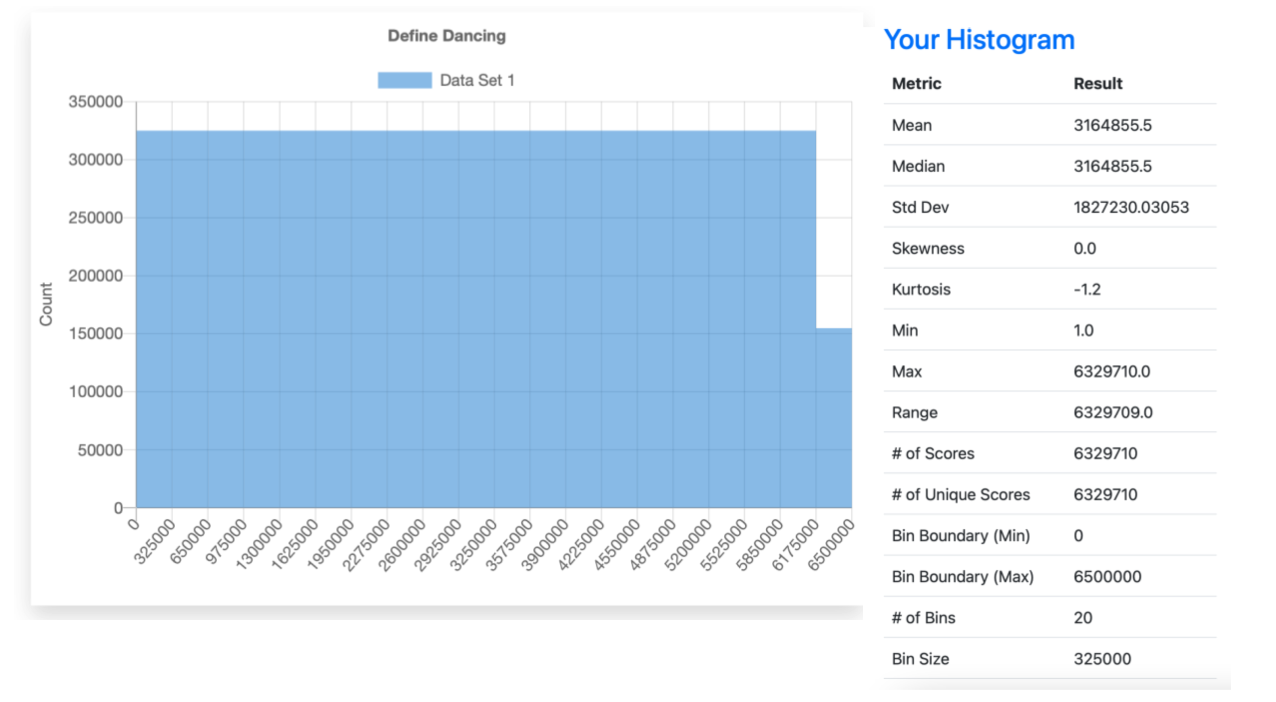 Define Dancing
Data Set 1
350000
300000
250000
200000
150000
100000
50000
0
Count
0
325000
650000
975000
1300000
1625000
1950000
2275000
2600000
2925000
3250000
3575000
3900000
4225000
4550000
4875000
5200000
5525000
5850000
6175000
6500000
Your Histogram
Metric Result
Mean 3164855.5
Median 3164855.5
Std Dev 1827230.03053
Skewness 0.0
Kurtosis -1.2
Min 1.0
Max 6329710.0
Range 6329709.0
# of Scores 6329710
# of Unique Scores 6329710
Bin Boundary (Min) 0
Bin Boundary (Max) 6500000
# of Bins 20
Bin Size 325000